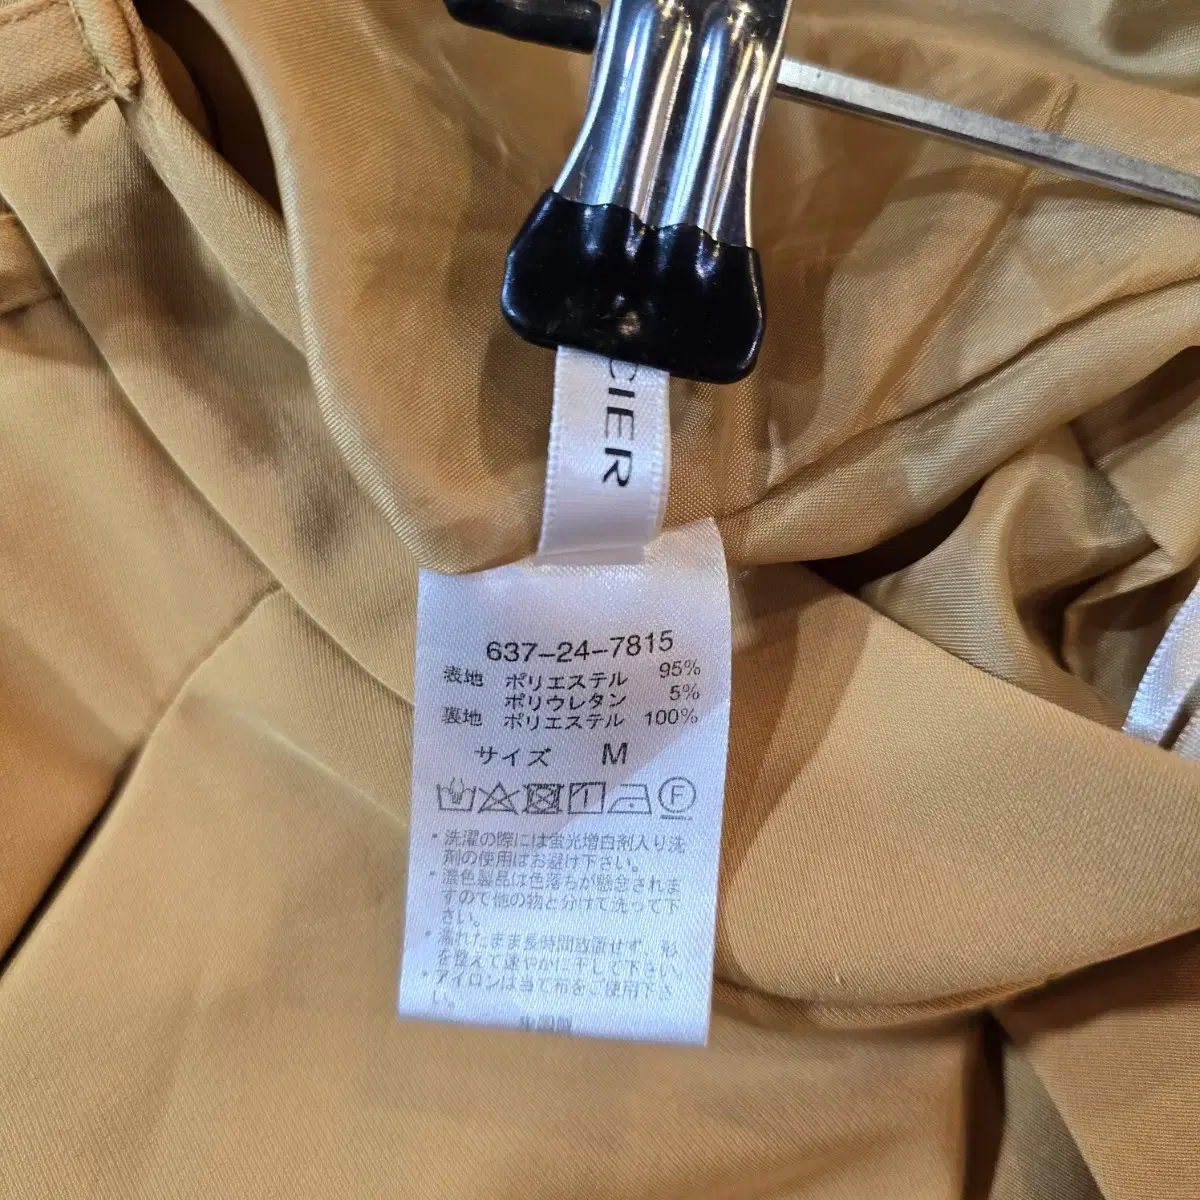 CIER
637-24-7815
表地 ポリエステル 95%
ポリウレタン 5%
裏地 ポリエステル 100%
サイズ M
F
・洗濯の際には蛍光増白剤入り洗
剤の使用はお避け下さい。
・濃色製品は色落ちが懸念されま
すので他の物と分けて洗って下
さい。
・濡れたまま長時間放置せず、形
を整えて速やかに干して下さい。
・アイロンは当て布をご使用下さ
い。